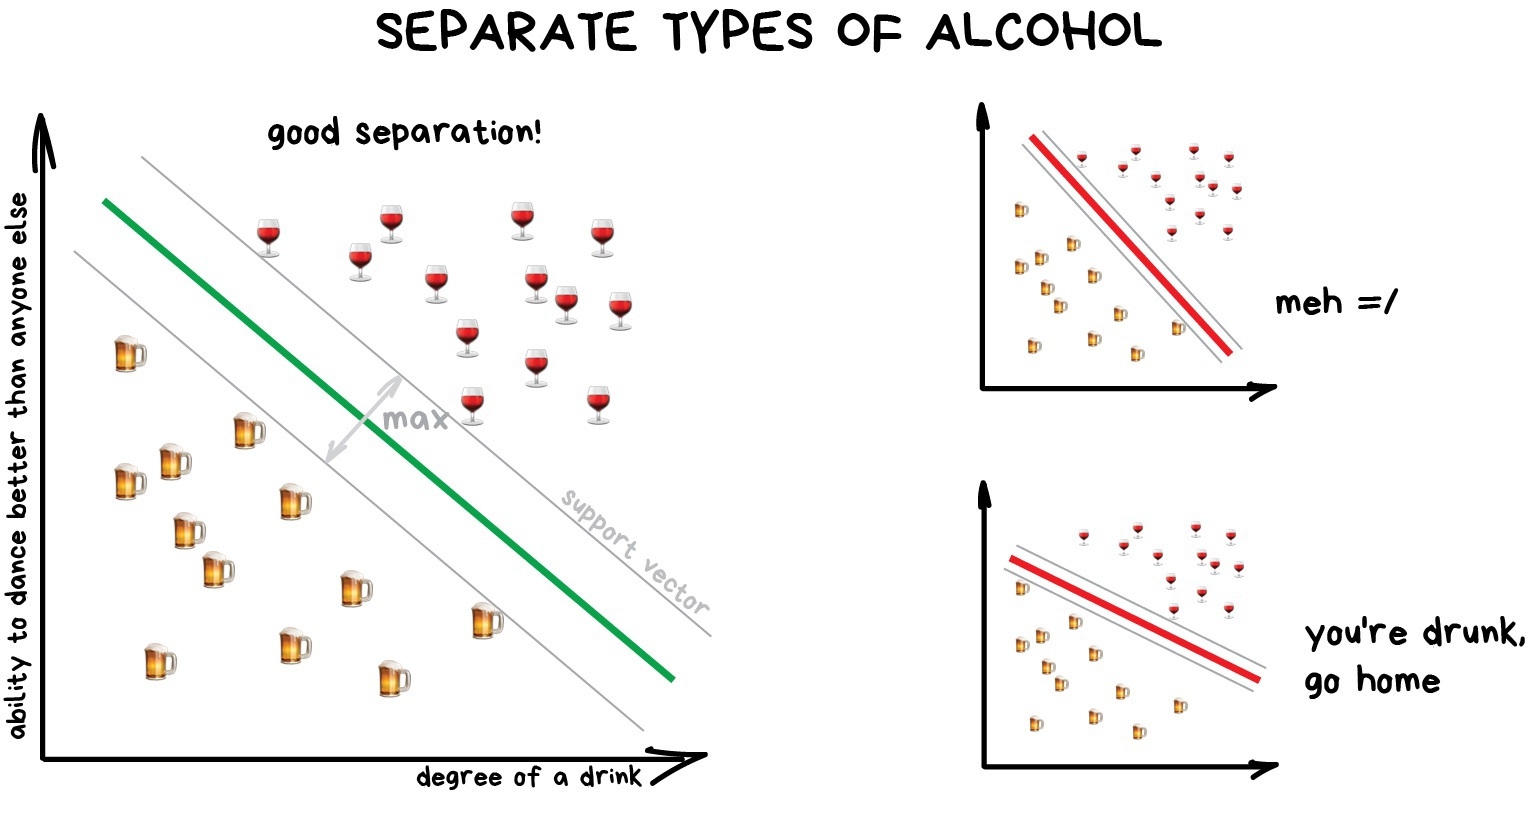 SEPARATE TYPES OF ALCOHOL
good separation!
ability to dance better than anyone else
max
support vector
degree of a drink
meh =/
you're drunk,
go home